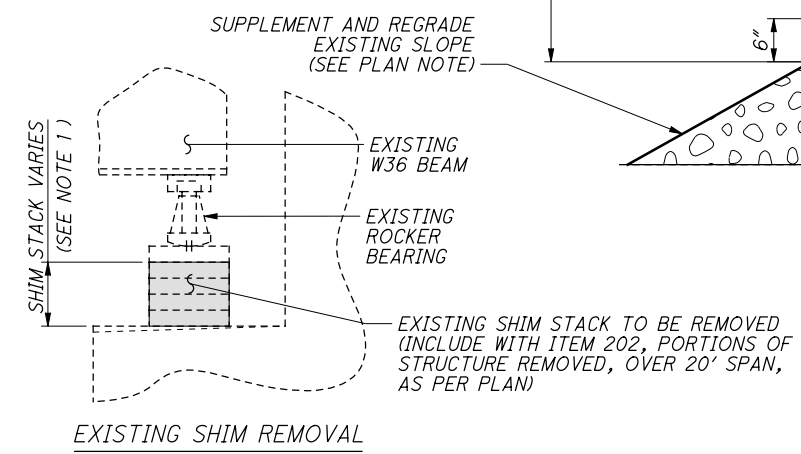 SUPPLEMENT AND REGRADE
EXISTING SLOPE
(SEE PLAN NOTE)
6"
EXISTING
W36 BEAM
SHIM STACK VARIES
(SEE NOTE 1)
EXISTING
ROCKER
BEARING
EXISTING SHIM STACK TO BE REMOVED
(INCLUDE WITH ITEM 202, PORTIONS OF
STRUCTURE REMOVED, OVER 20' SPAN,
AS PER PLAN)
EXISTING SHIM REMOVAL